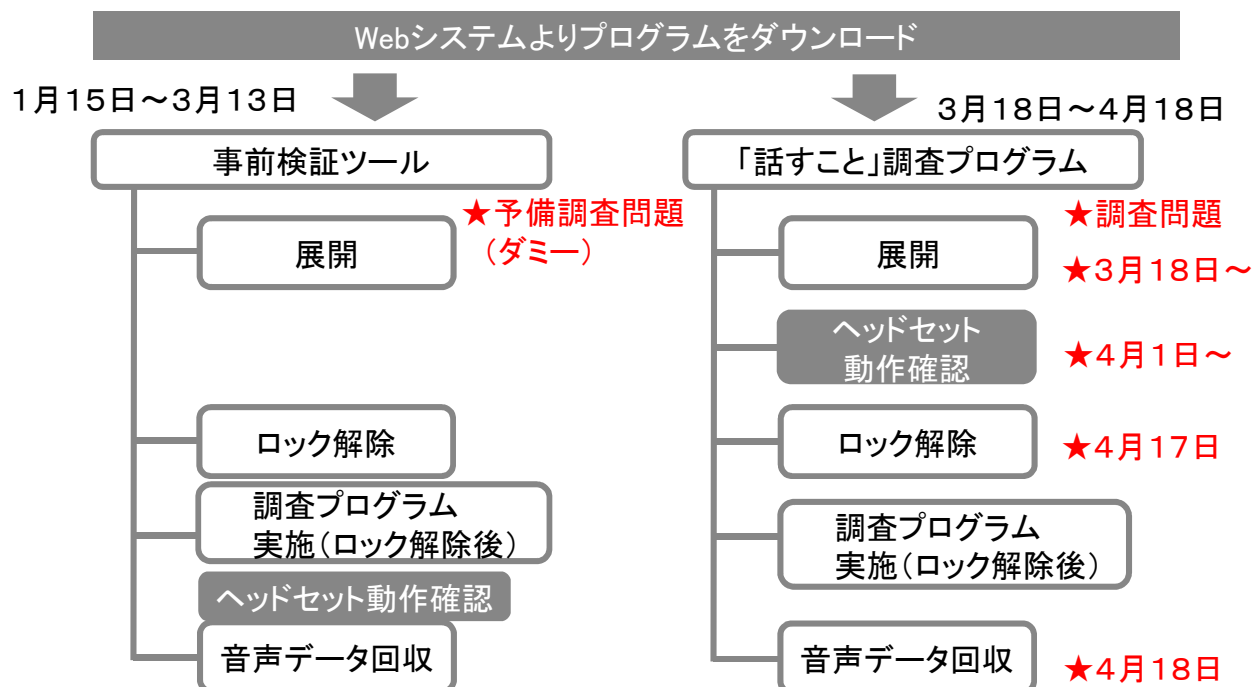 Webシステムよりプログラムをダウンロード
1月15日～3月13日
事前検証ツール
★予備調査問題
（ダミー）
展開
ロック解除
調査プログラム
実施（ロック解除後）
ヘッドセット動作確認
音声データ回収
3月18日～4月18日
「話すこと」調査プログラム
★調査問題
展開
★3月18日～
ヘッドセット
動作確認
★4月1日～
ロック解除
★4月17日
調査プログラム
実施（ロック解除後）
音声データ回収
★4月18日